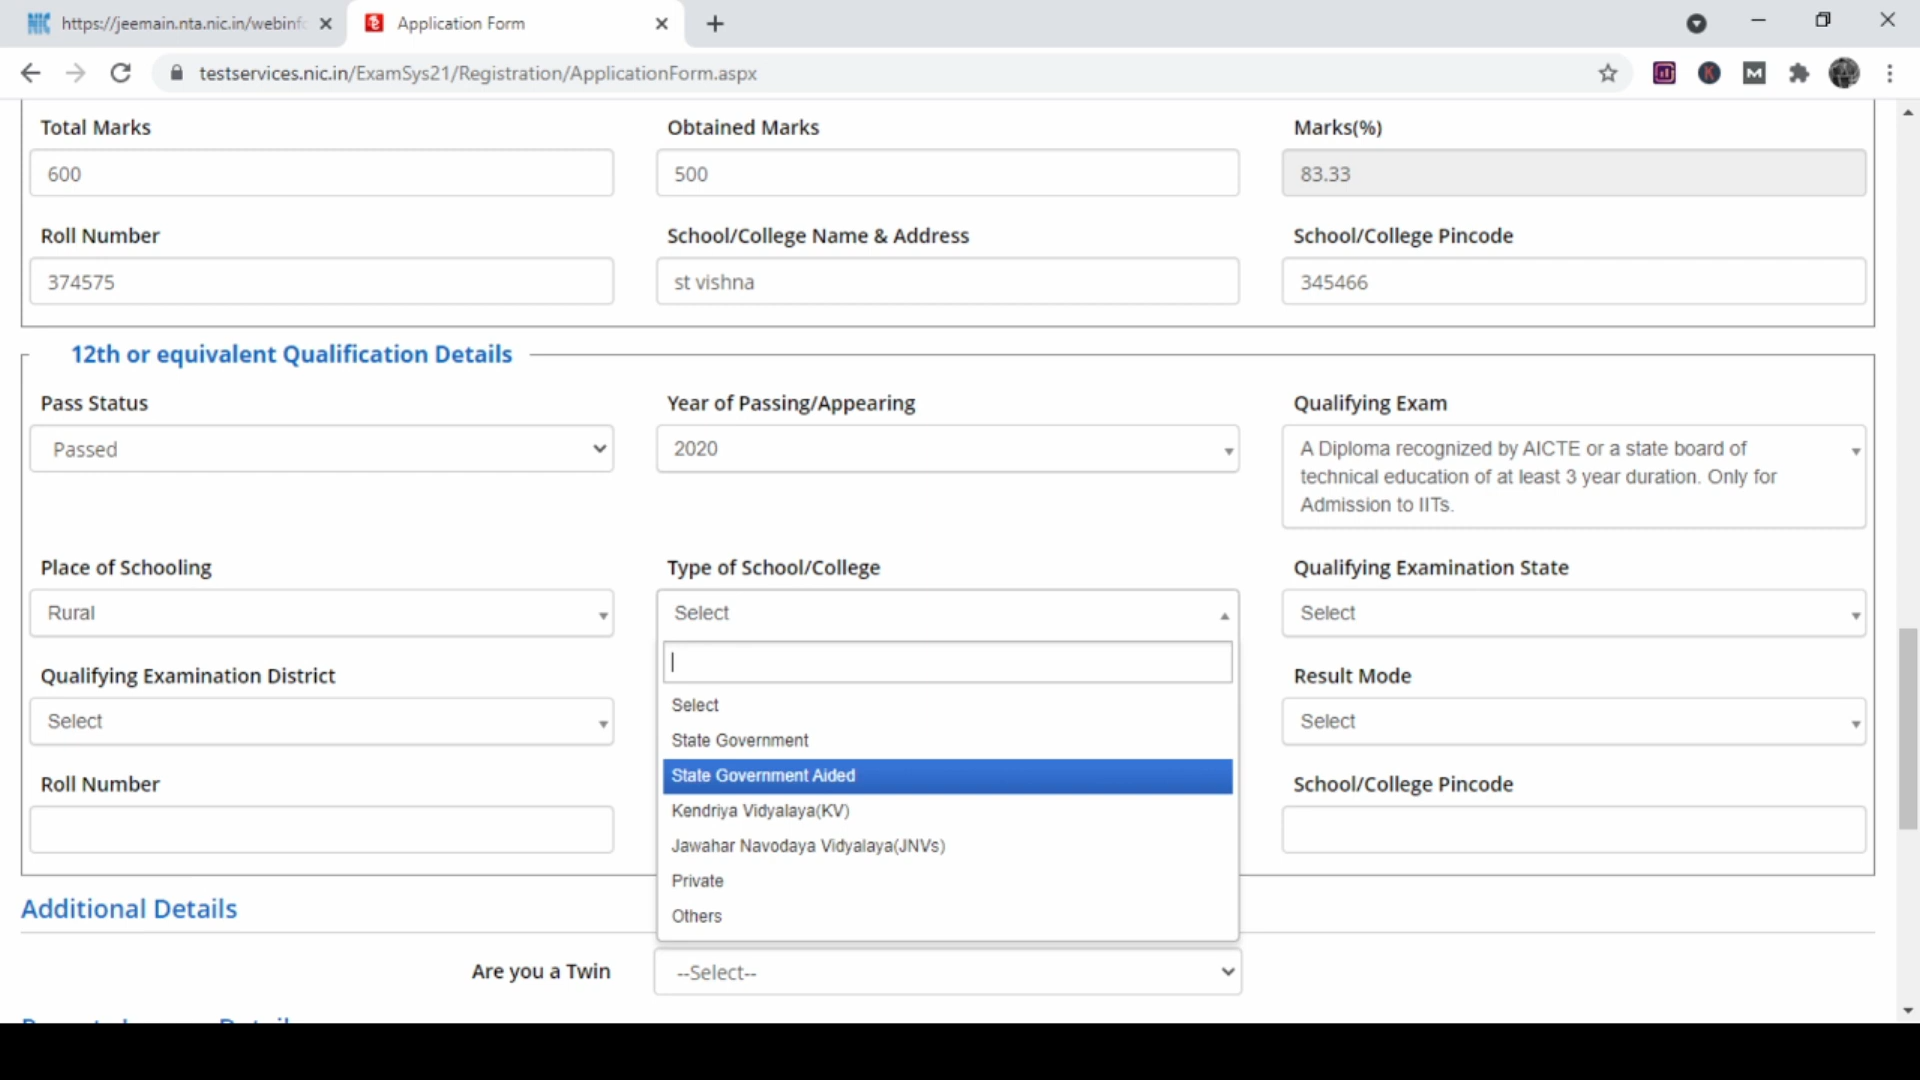 https://jeemain.nta.nic.in/webinfo
Application Form
testservices.nic.in/ExamSys21/Registration/ApplicationForm.aspx
Total Marks
Obtained Marks
Marks(%)
600
500
83.33
Roll Number
School/College Name & Address
School/College Pincode
374575
st vishna
345466
12th or equivalent Qualification Details
Pass Status
Year of Passing/Appearing
Qualifying Exam
Passed
2020
A Diploma recognized by AICTE or a state board of
technical education of at least 3 year duration. Only for
Admission to IITs.
Place of Schooling
Type of School/College
Qualifying Examination State
Rural
Select
Select
Qualifying Examination District
Result Mode
Select
Select
Select
State Government
State Government Aided
Kendriya Vidyalaya(KV)
Jawahar Navodaya Vidyalaya(JNVs)
Private
Others
Roll Number
School/College Pincode
Additional Details
Are you a Twin
--Select--